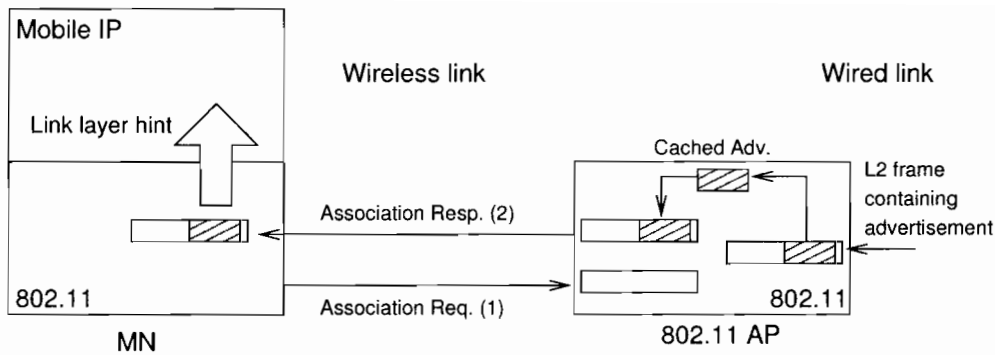 Mobile IP
Wireless link
Wired link
Link layer hint
Cached Adv.
L2 frame
containing
advertisement
Association Resp. (2)
802.11
Association Req. (1)
802.11
MN
802.11 AP